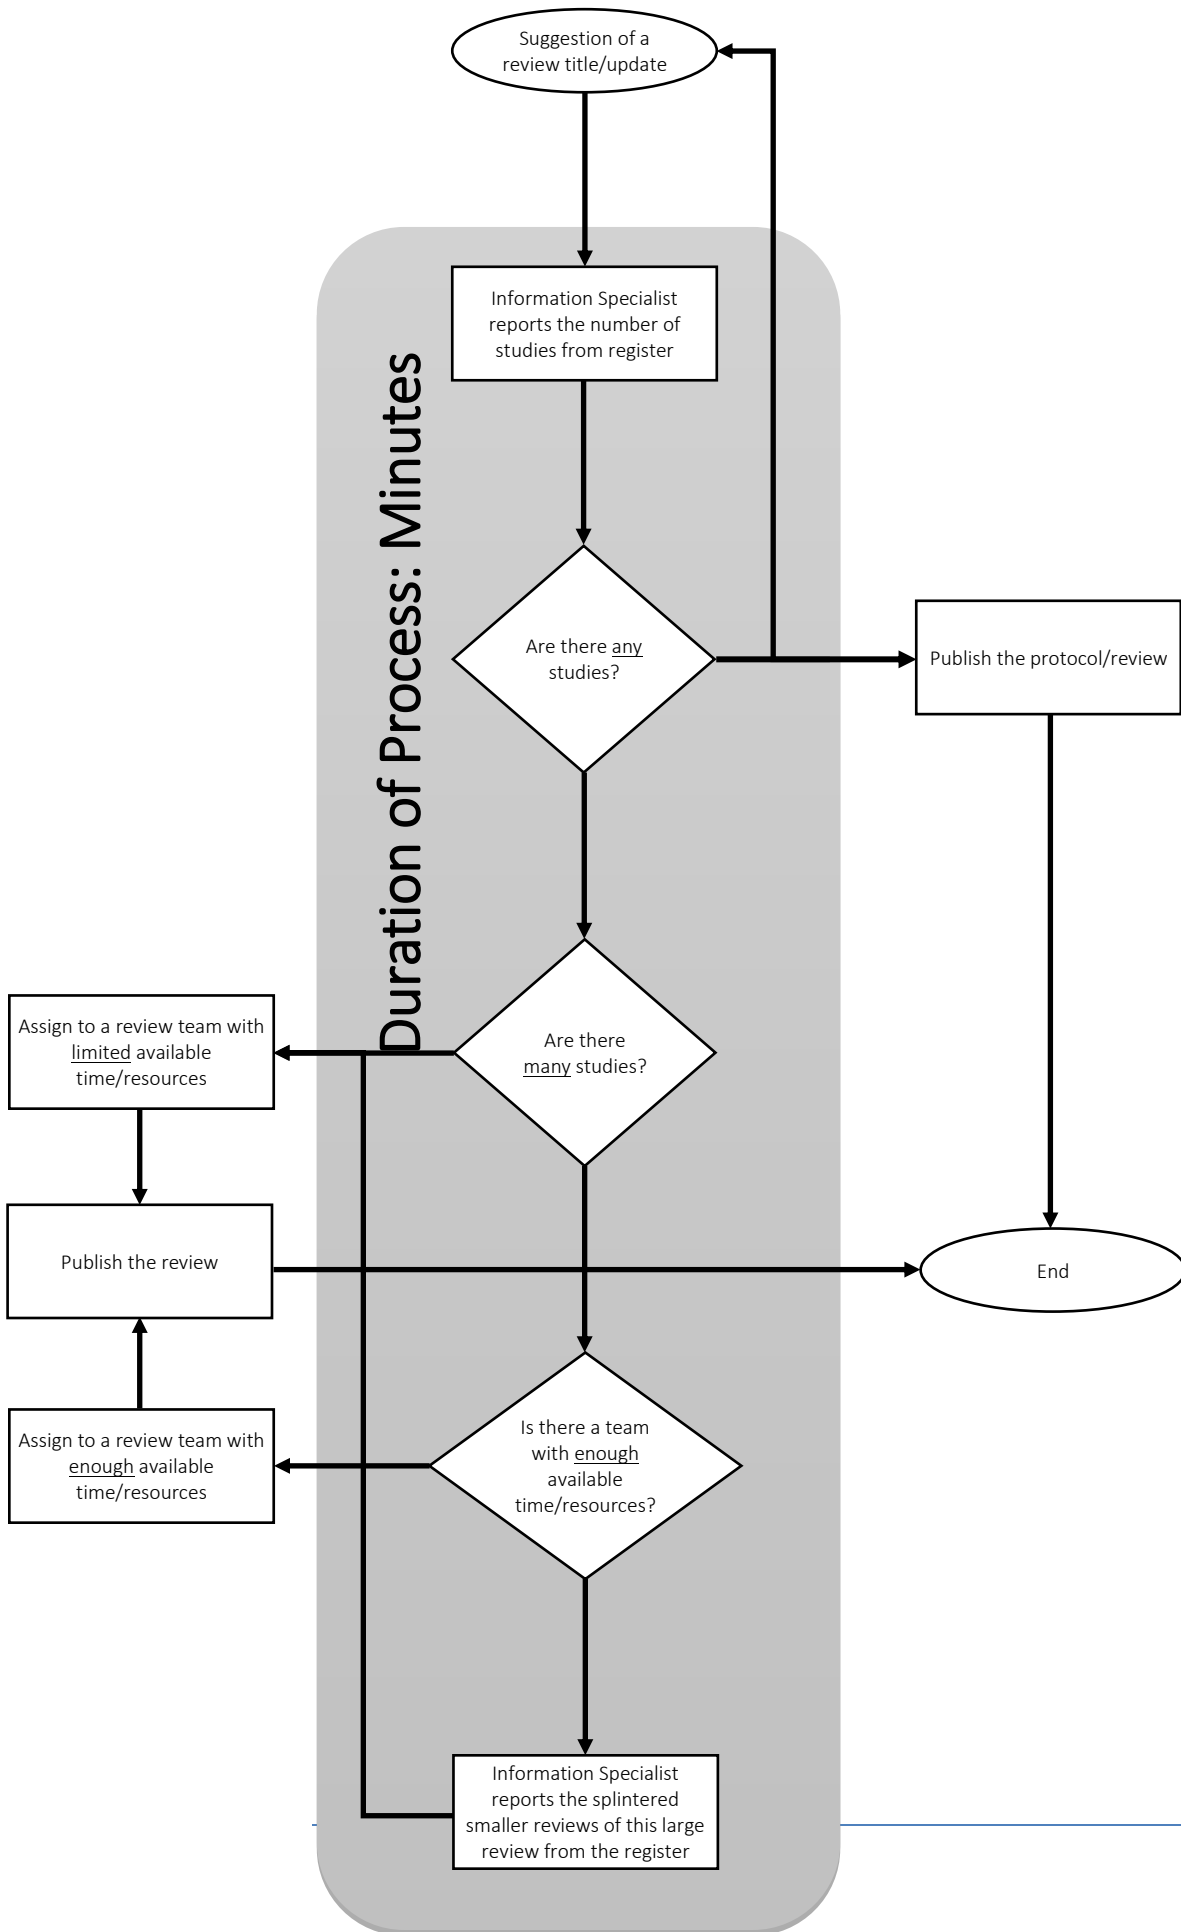 Suggestion of a
review title/update
Information Specialist
reports the number of
studies from register
Duration of Process: Minutes
Are there any
studies?
Publish the protocol/review
Are there
many studies?
Assign to a review team with
limited available
time/resources
Publish the review
End
Is there a team
with enough
available
time/resources?
Assign to a review team with
enough available
time/resources
Information Specialist
reports the splintered
smaller reviews of this large
review from the register